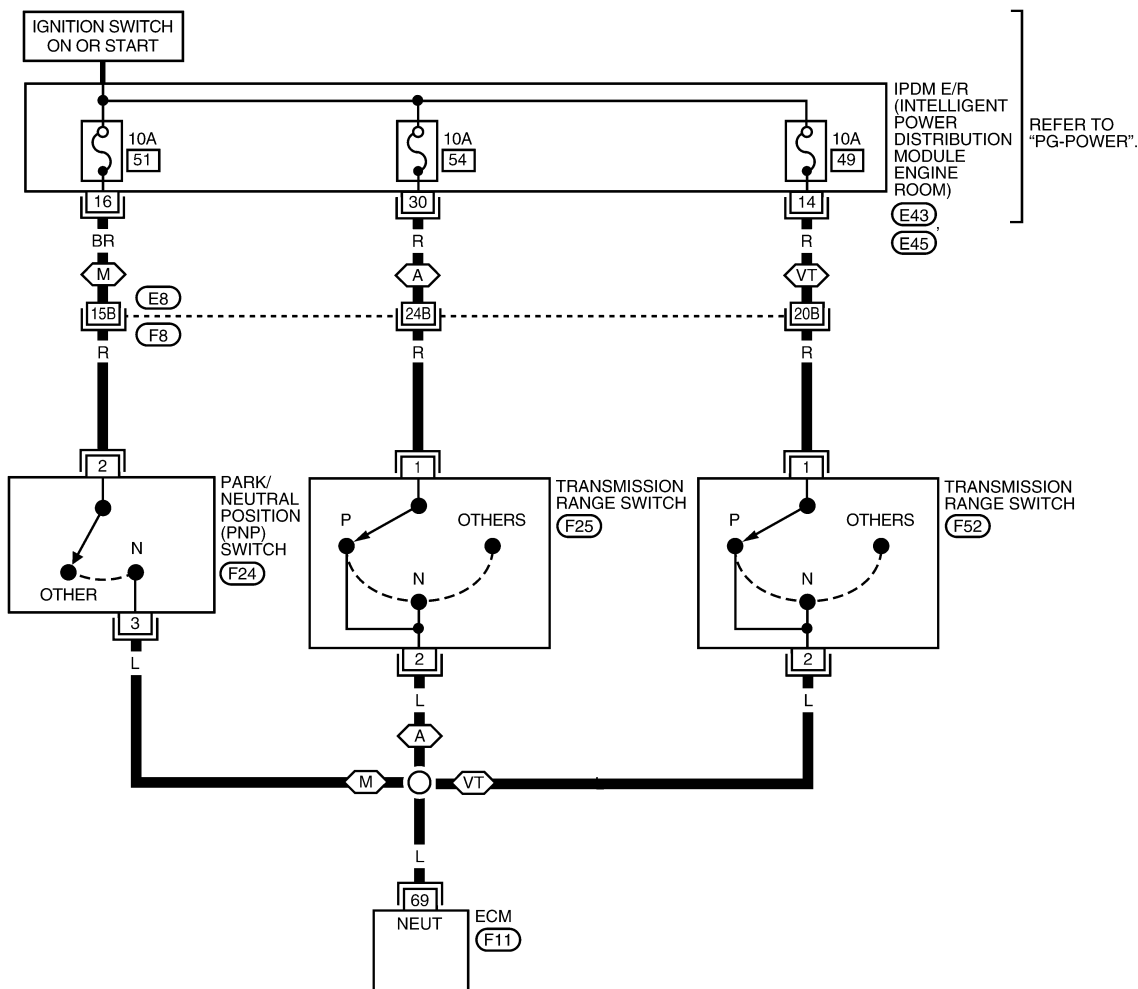 IGNITION SWITCH
ON OR START
IPDM E/R
(INTELLIGENT
POWER
DISTRIBUTION
MODULE
ENGINE
ROOM)
E43
,
E45
REFER TO
“PG-POWER”.
10A
51
10A
54
10A
49
16
30
14
BR
R
R
M
A
VT
E8
15B
24B
20B
F8
R
R
R
2
1
1
PARK/
NEUTRAL
POSITION
(PNP)
SWITCH
F24
OTHER
N
TRANSMISSION
RANGE SWITCH
F25
P
OTHERS
N
TRANSMISSION
RANGE SWITCH
F52
P
OTHERS
N
3
2
2
L
L
L
A
M
VT
L
69
NEUT
ECM
F11